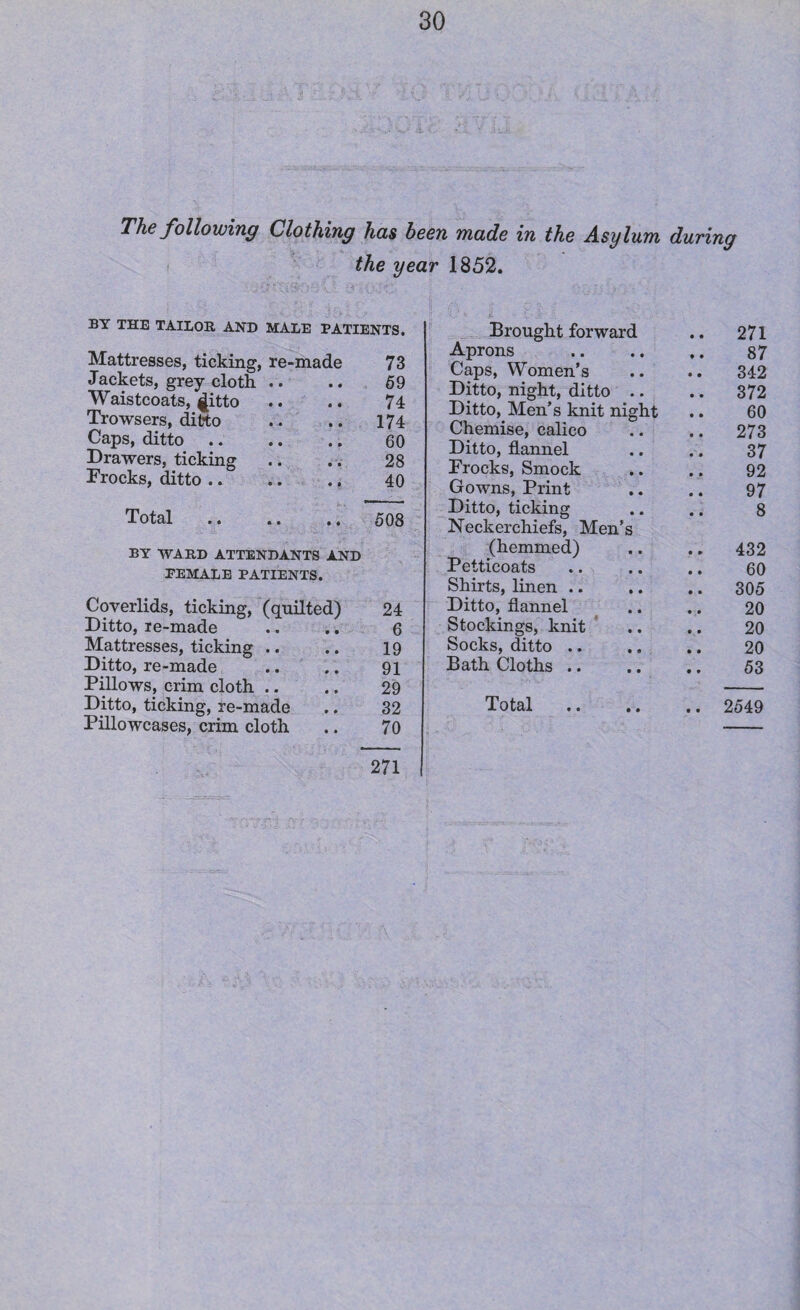 30
The following Clothing has been made in the Asylum during
the year 1852.
BY THE TAILOR AND MALE PATIENTS.
Mattresses, ticking, re-made 73
Jackets, grey cloth .. .. 59
Waistcoats, ditto .. .. 74
Trowsers, ditto .. .. 174
Caps, ditto .. .. .. 60
Drawers, ticking .. .. 28
Frocks, ditto .. .. .. 40
Total .. .. .. 508
BY WARD ATTENDANTS AND
FEMALE PATIENTS.
Coverlids, ticking, (quilted) 24
Ditto, re-made .. .. 6
Mattresses, ticking .. .. 19
Ditto, re-made .. .. 91
Pillows, crim cloth .. .. 29
Ditto, ticking, re-made .. 32
Pillowcases, crim cloth .. 70
271
Brought forward .. 271
Aprons .. .. .. 87
Caps, Women's .. .. 342
Ditto, night, ditto .. .. 372
Ditto, Men's knit night .. 60
Chemise, calico .. .. 273
Ditto, flannel .. .. 37
Frocks, Smock .. .. 92
Gowns, Print .. .. 97
Ditto, ticking .. .. 8
Neckerchiefs, Men's
(hemmed) .. .. 432
Petticoats .. .. .. 60
Shirts, linen .. .. .. 305
Ditto, flannel .. .. 20
Stockings, knit .. .. 20
Socks, ditto .. .. .. 20
Bath Cloths .. .. .. 53
Total .. .. .. 2549